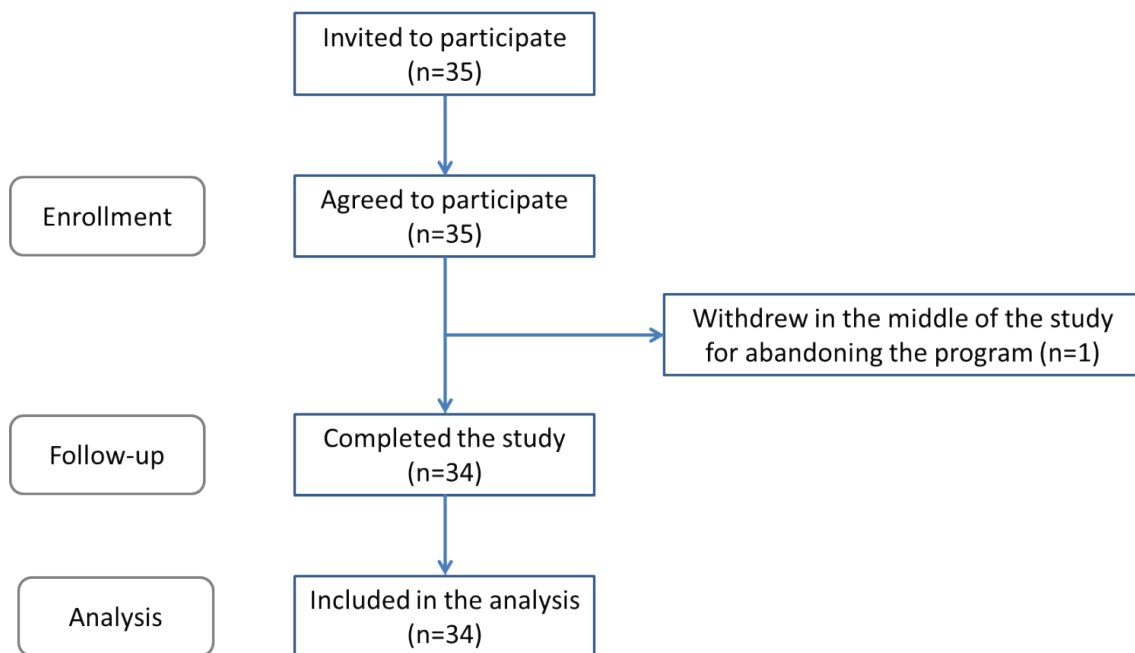 Invited to participate
(n=35)
Enrollment
Agreed to participate
(n=35)
Withdrew in the middle of the study
for abandoning the program (n=1)
Follow-up
Completed the study
(n=34)
Analysis
Included in the analysis
(n=34)